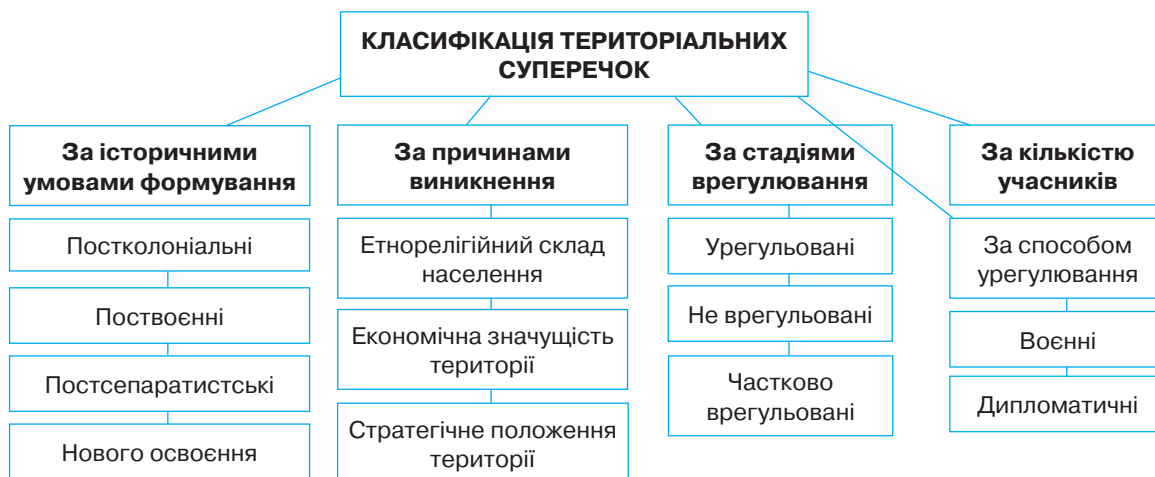 КЛАСИФІКАЦІЯ ТЕРИТОРІАЛЬНИХ
СУПЕРЕЧОК
За історичними
умовами формування
Постколоніальні
Поствоєнні
Постсепаратистські
Нового освоєння
За причинами
виникнення
Етнорелігійний склад
населення
Економічна значущість
території
Стратегічне положення
території
За стадіями
врегулювання
Урегульовані
Не врегульовані
Частково
врегульовані
За кількістю
учасників
За способом
урегулювання
Воєнні
Дипломатичні